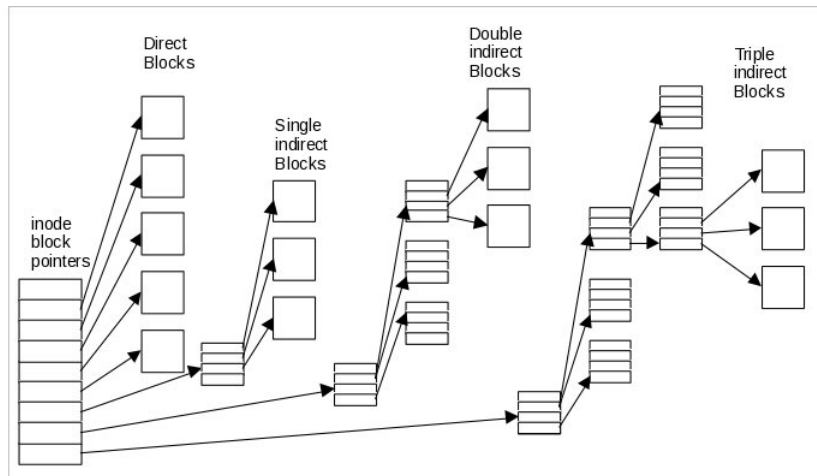 Direct
Blocks
Single
indirect
Blocks
Double
indirect
Blocks
Triple
indirect
Blocks
inode
block
pointers